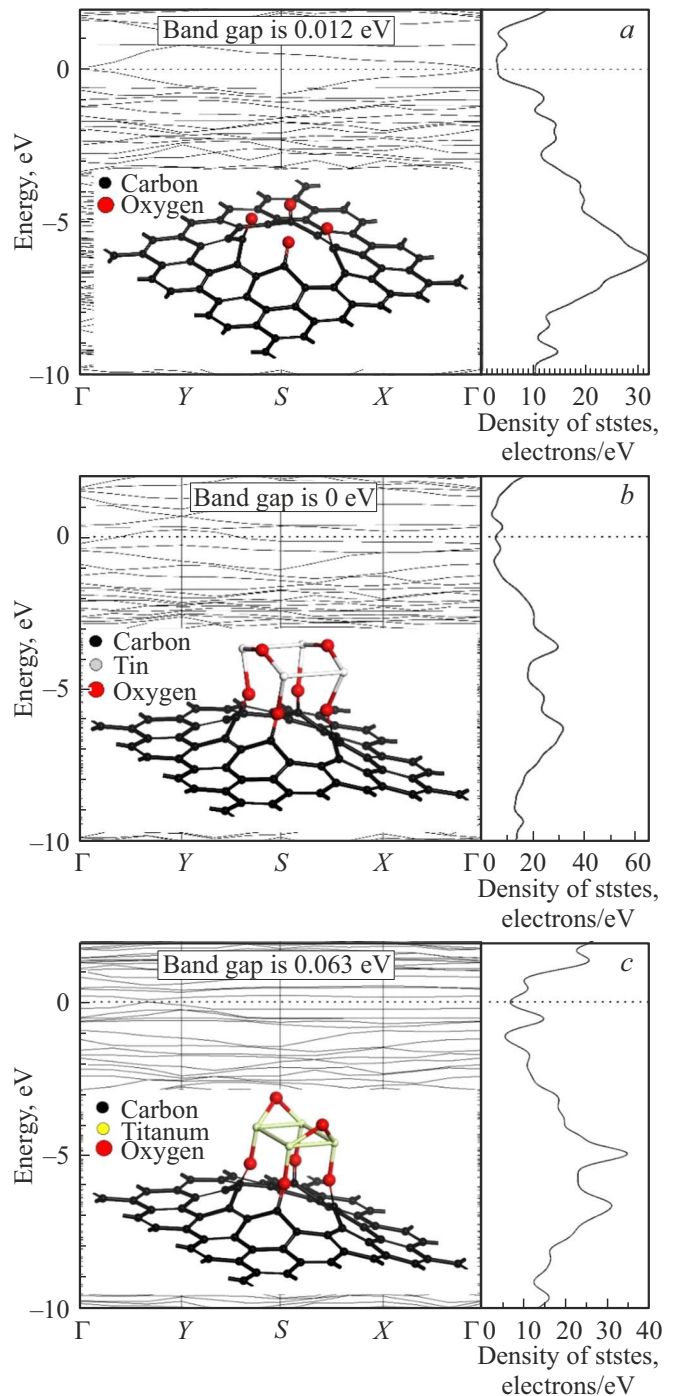 Band gap is 0.012 eV
a
0
−5
−10
Energy, eV
Carbon
Oxygen
Γ Y S X Γ
0 10 20 30
Density of ststes,
electrons/eV
Band gap is 0 eV
b
0
−5
−10
Energy, eV
Carbon
Tin
Oxygen
Γ Y S X Γ
0 20 40 60
Density of ststes,
electrons/eV
Band gap is 0.063 eV
c
0
−5
−10
Energy, eV
Carbon
Titanum
Oxygen
Γ Y S X Γ
0 10 20 30 40
Density of ststes,
electrons/eV